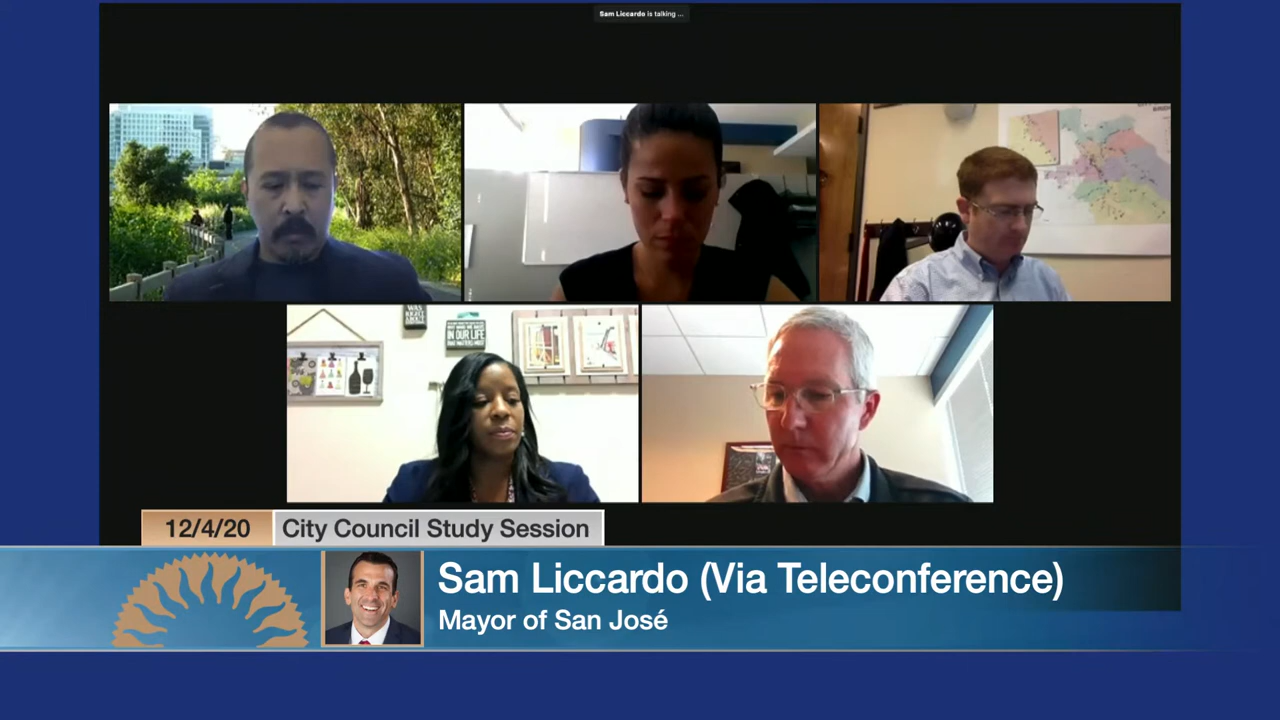 Sam Liccardo is talking ...
IN OUR LIFE
12/4/20
City Council Study Session
Sam Liccardo (Via Teleconference)
Mayor of San José